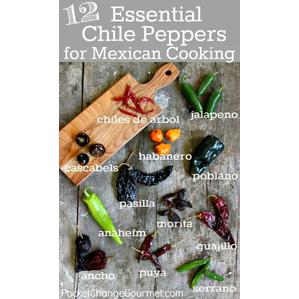 12 Essential
Chile Peppers
for Mexican Cooking
chiles de arbol
jalapeno
cascabels
habanero
poblano
pasilla
morita
anaheim
guajillo
ancho
puya
serrano
PocketChangeGourmet.com